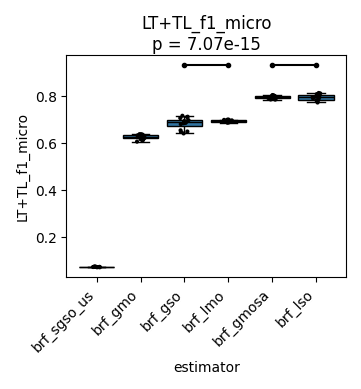 LT+TL_f1_micro
p = 7.07e-15
LT+TL_f1_micro
0.8
0.6
0.4
0.2
brf_sgso_us
brf_gmo
brf_gso
brf_lmo
brf_gmosa
brf_lso
estimator